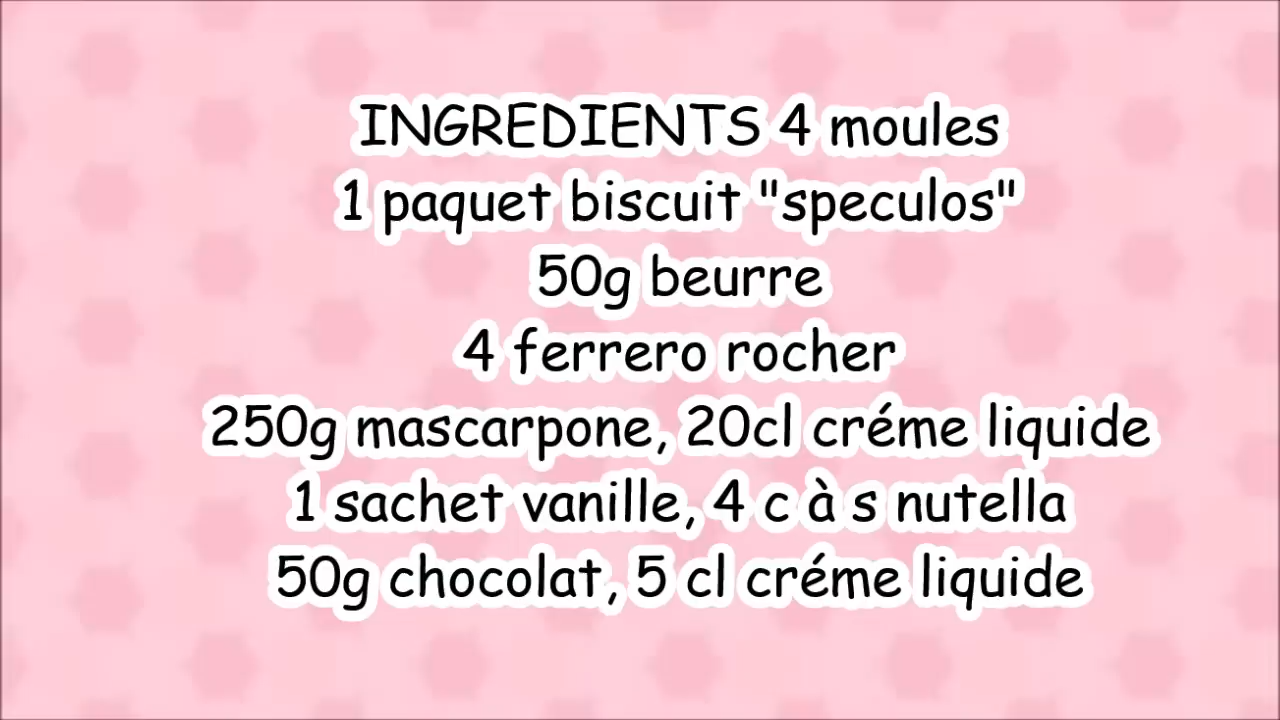 INGREDIENTS 4 moules
1 paquet biscuit "speculos"
50g beurre
4 ferrero rocher
250g mascarpone, 20cl créme liquide
1 sachet vanille, 4 c à s nutella
50g chocolat, 5 cl créme liquide